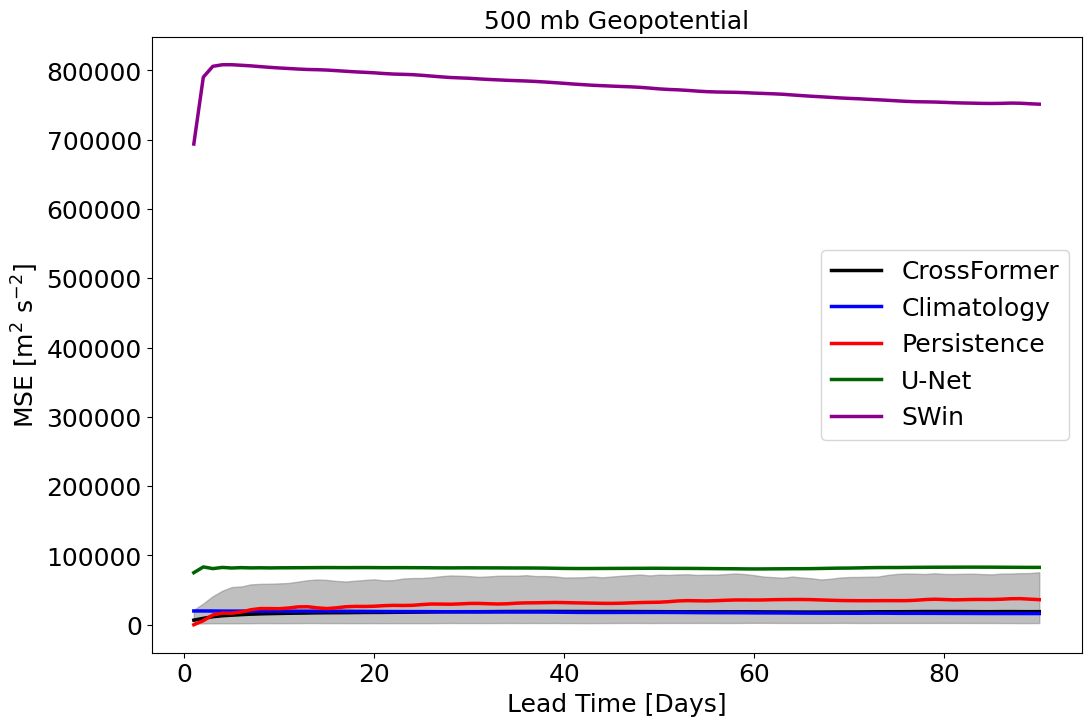 500 mb Geopotential
800000
700000
600000
500000
400000
300000
200000
100000
0
MSE [m² s⁻²]
CrossFormer
Climatology
Persistence
U-Net
SWin
0 20 40 60 80
Lead Time [Days]